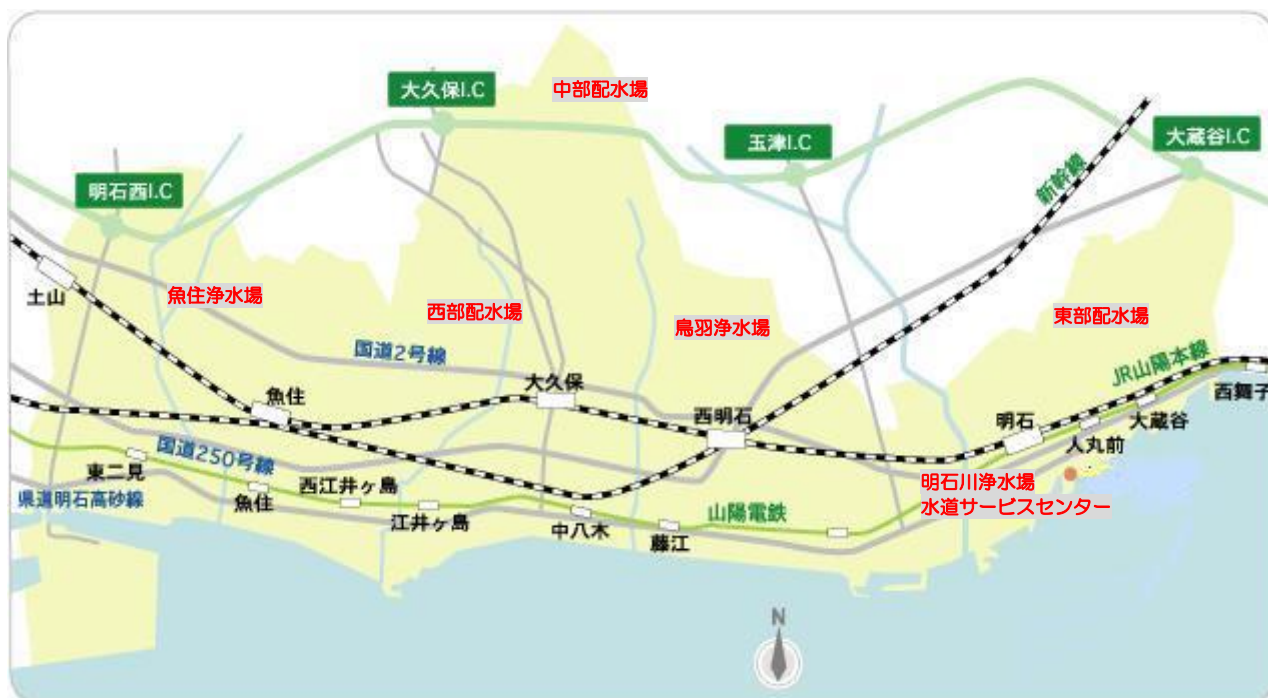 大久保I.C
中部配水場
玉津I.C
大蔵谷I.C
明石西I.C
新幹線
土山
魚住浄水場
西部配水場
鳥羽浄水場
東部配水場
国道2号線
大久保
JR山陽本線
西舞子
魚住
西明石
明石
大蔵谷
人丸前
国道250号線
東二見
県道明石高砂線
魚住
西江井ヶ島
江井ヶ島
中八木
藤江
山陽電鉄
明石川浄水場
水道サービスセンター
N